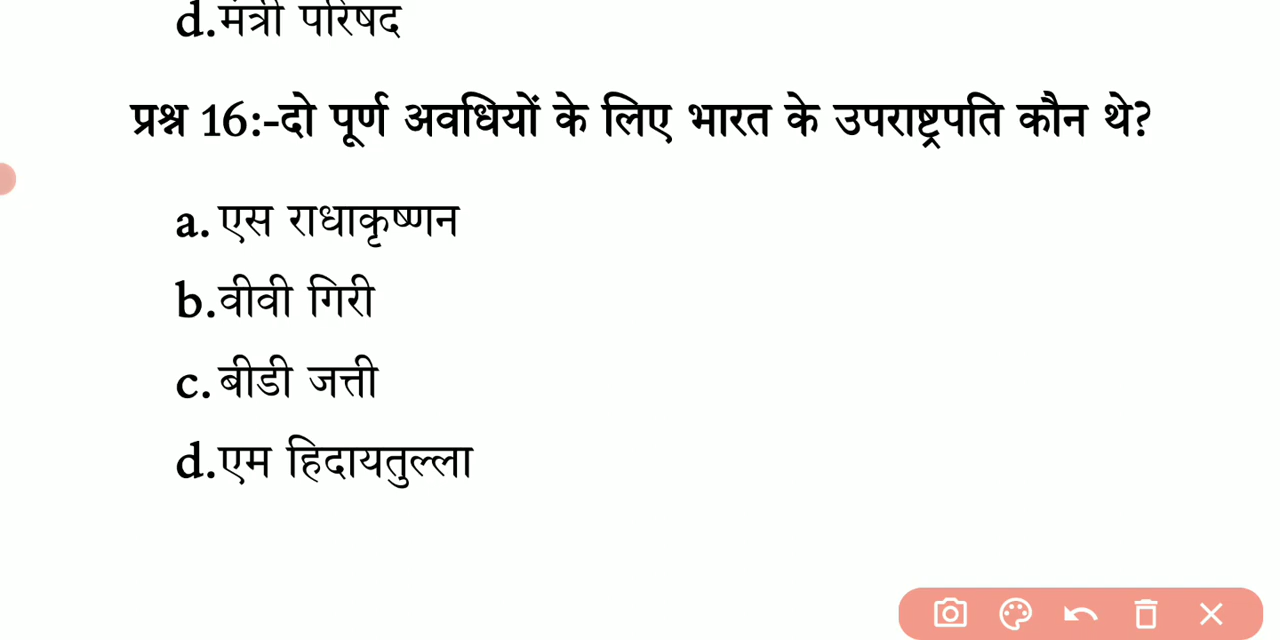 d.मंत्री परिषद
प्रश्न 16:-दो पूर्ण अवधियों के लिए भारत के उपराष्ट्रपति कौन थे?
a. एस राधाकृष्णन
b.वीवी गिरी
c. बीडी जत्ती
d.एम हिदायतुल्ला